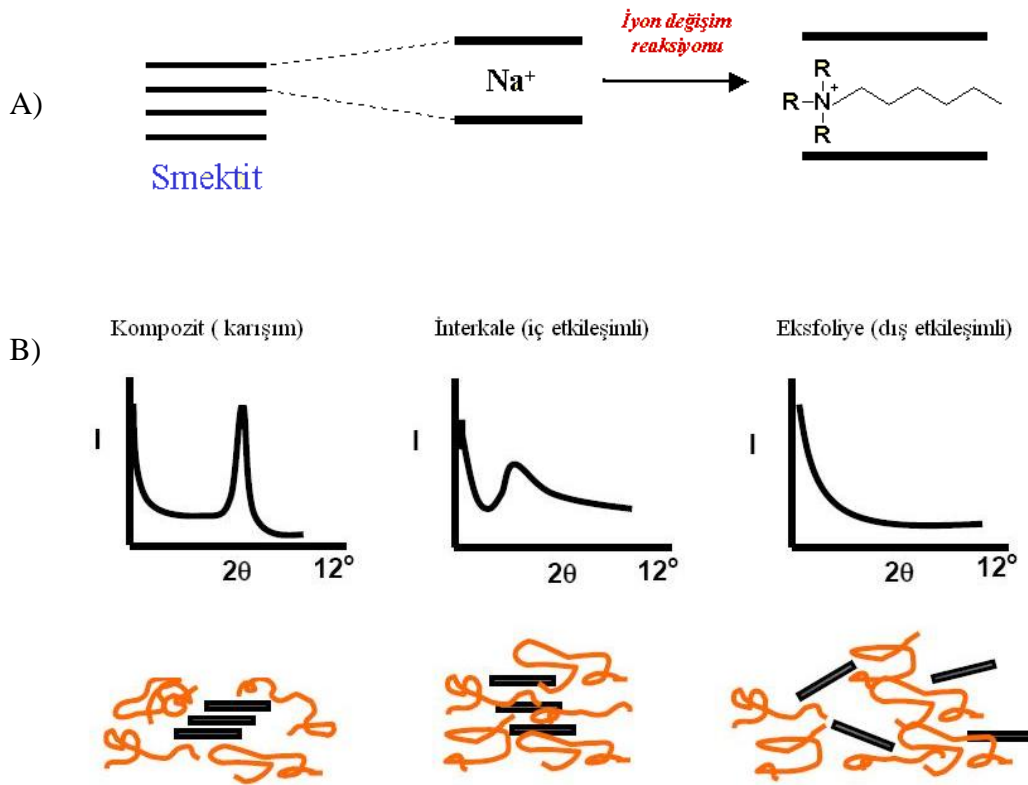 A)
Smektit
Na⁺
İyon değişim
reaksiyonu
R
R-N⁺
R
B)
Kompozit ( karışım)
İnterkale (iç etkileşimli)
Eksfoliye (dış etkileşimli)
I
2θ
12°
I
2θ
12°
I
2θ
12°